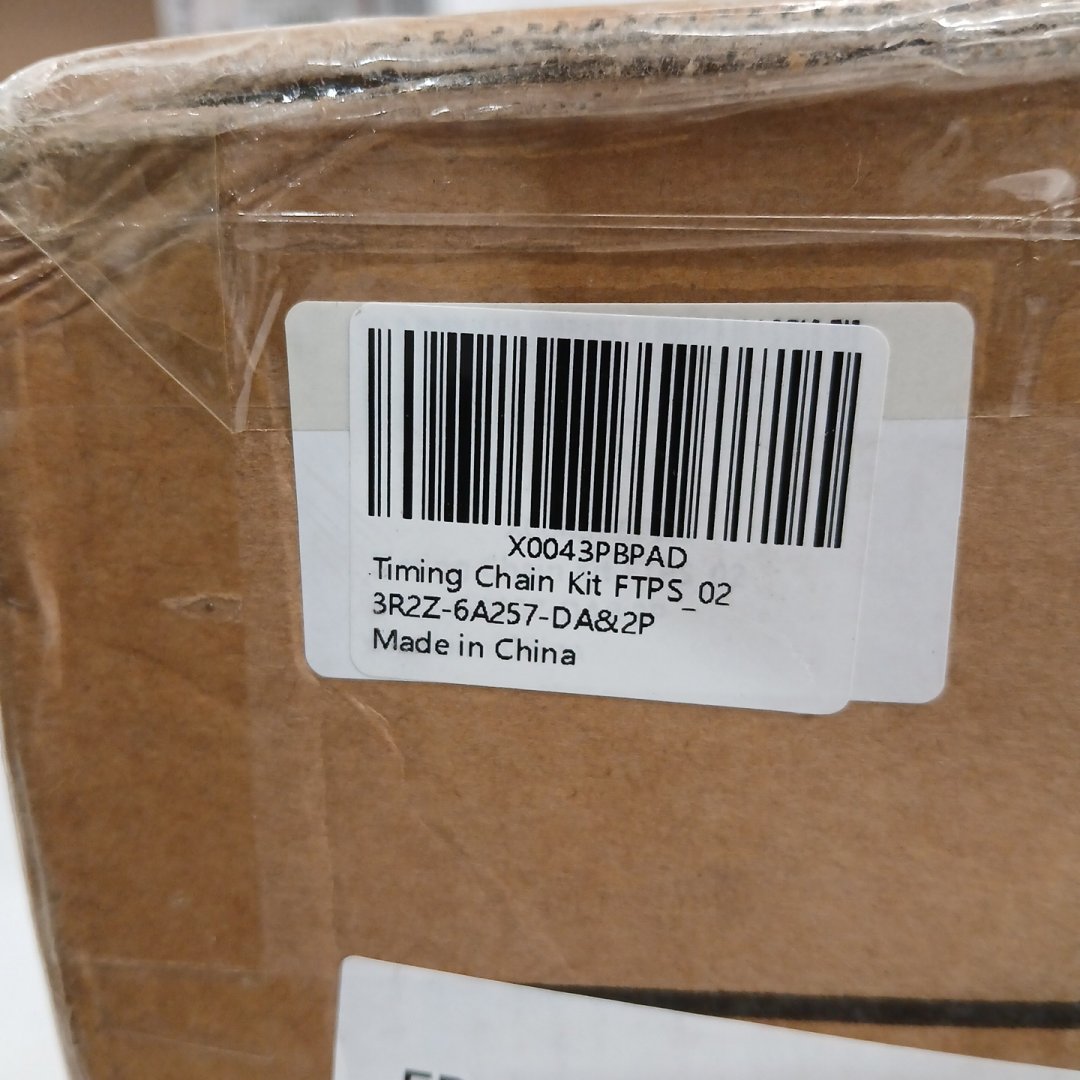 X0043PBPAD
Timing Chain Kit FTPS_02
3R2Z-6A257-DA&2P
Made in China